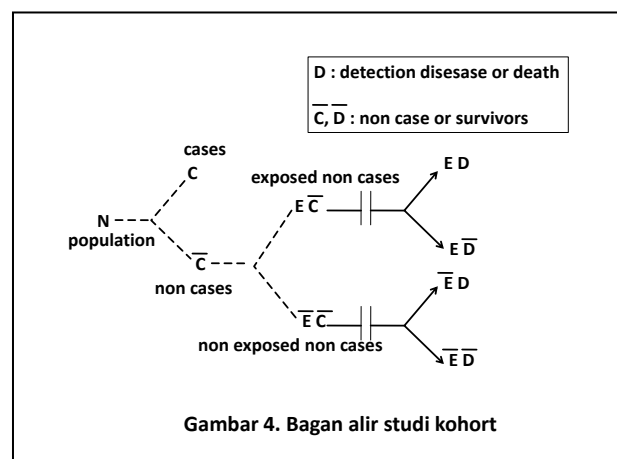 D : detection disesase or death
C̅, D̅ : non case or survivors
cases
C
exposed non cases
E D
N
population
E C̅
E D̅
C̅
non cases
E̅ D
E̅ C̅
non exposed non cases
E̅ D̅
Gambar 4. Bagan alir studi kohort